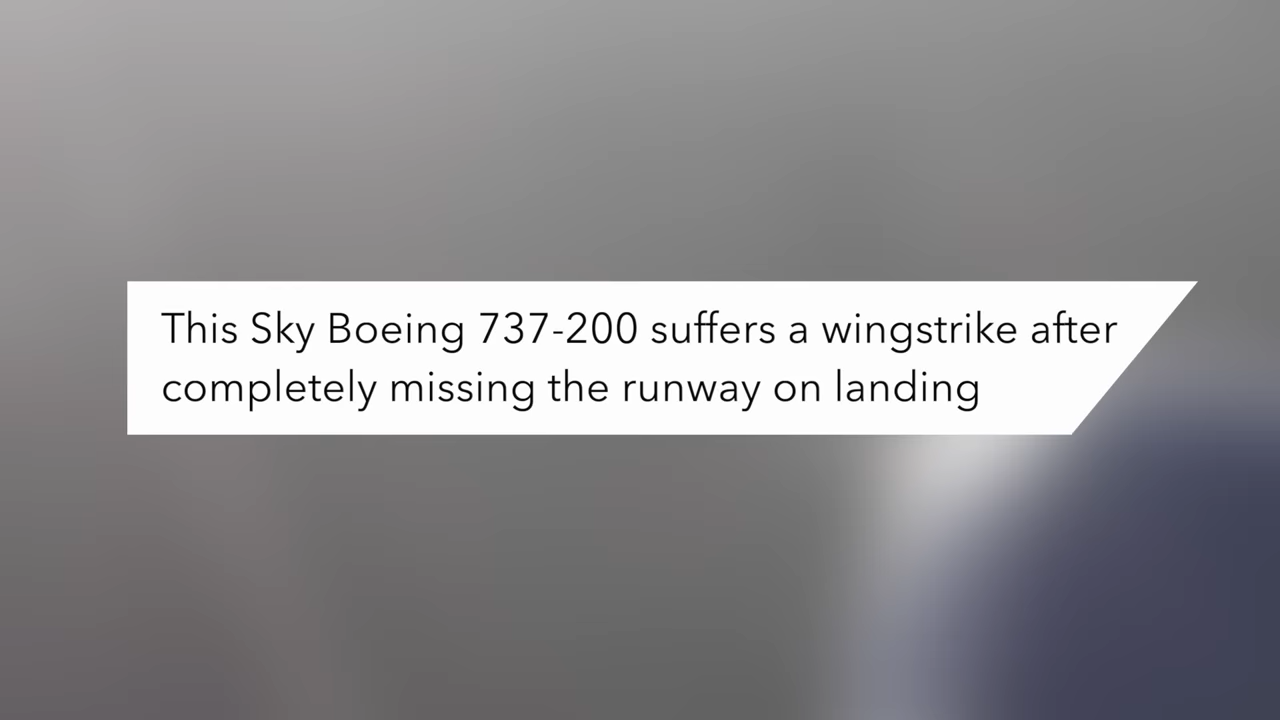 This Sky Boeing 737-200 suffers a wingstrike after
completely missing the runway on landing